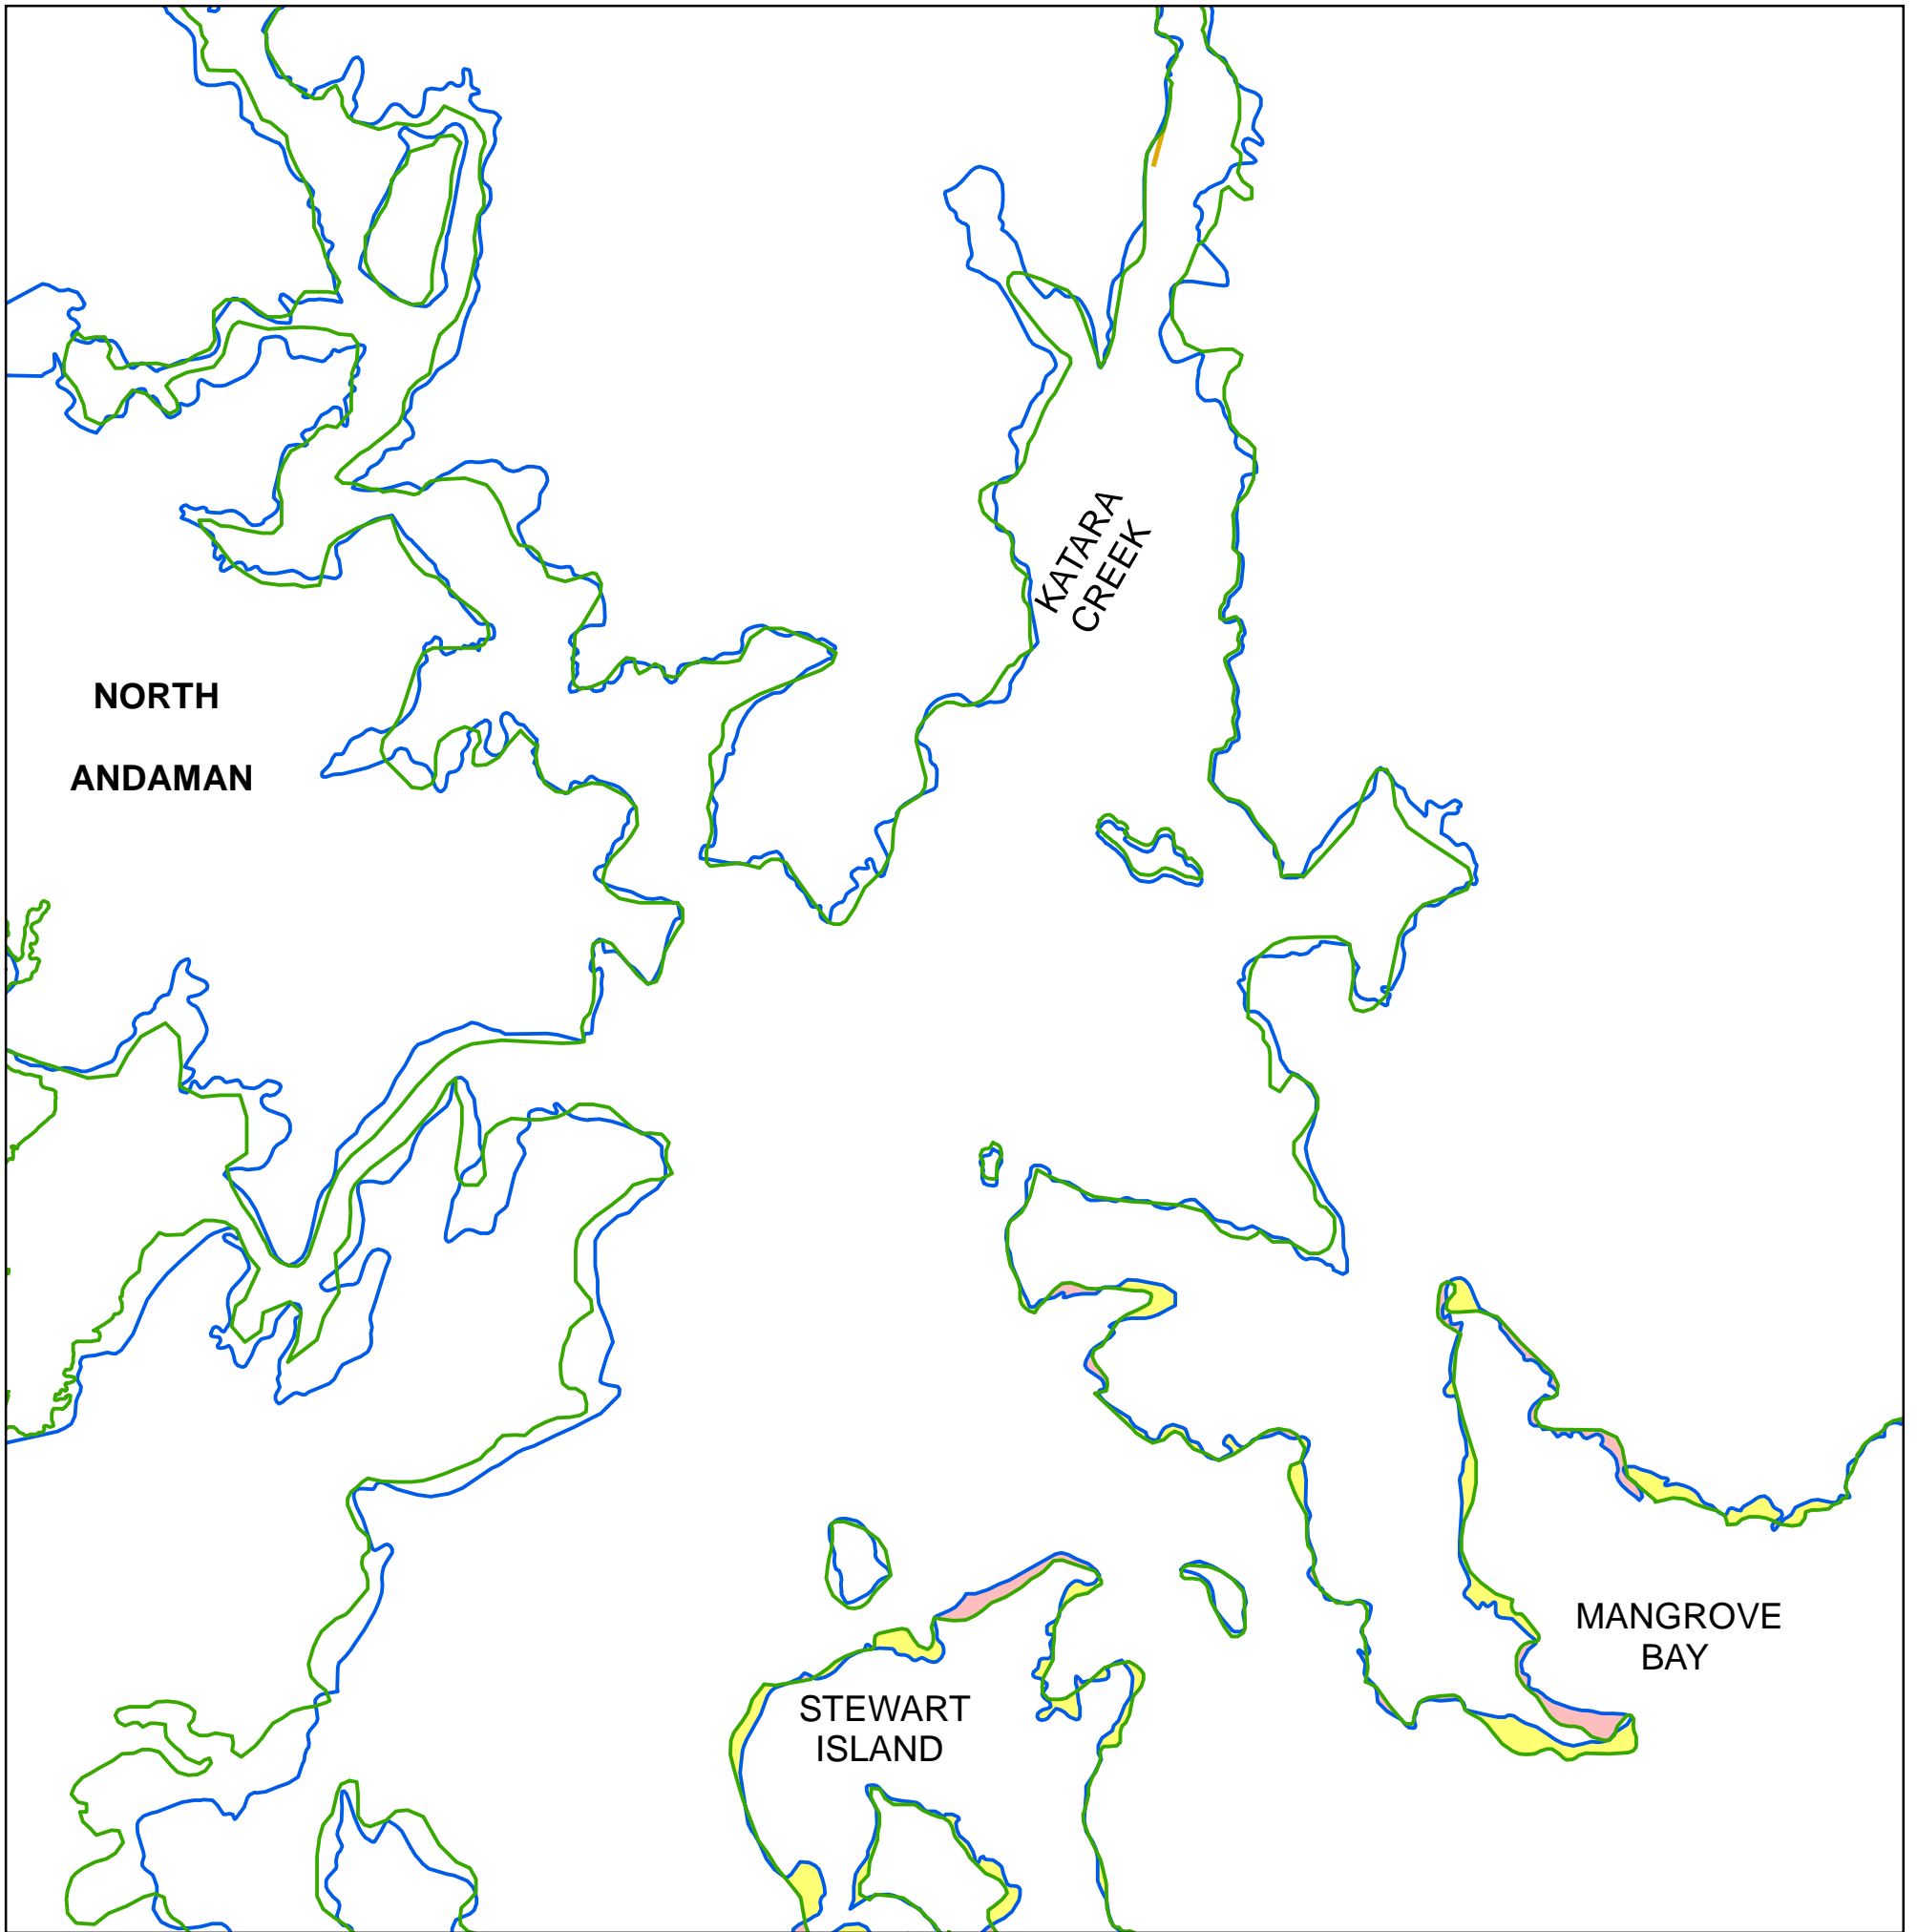 KATARA
CREEK
NORTH
ANDAMAN
MANGROVE
BAY
STEWART
ISLAND